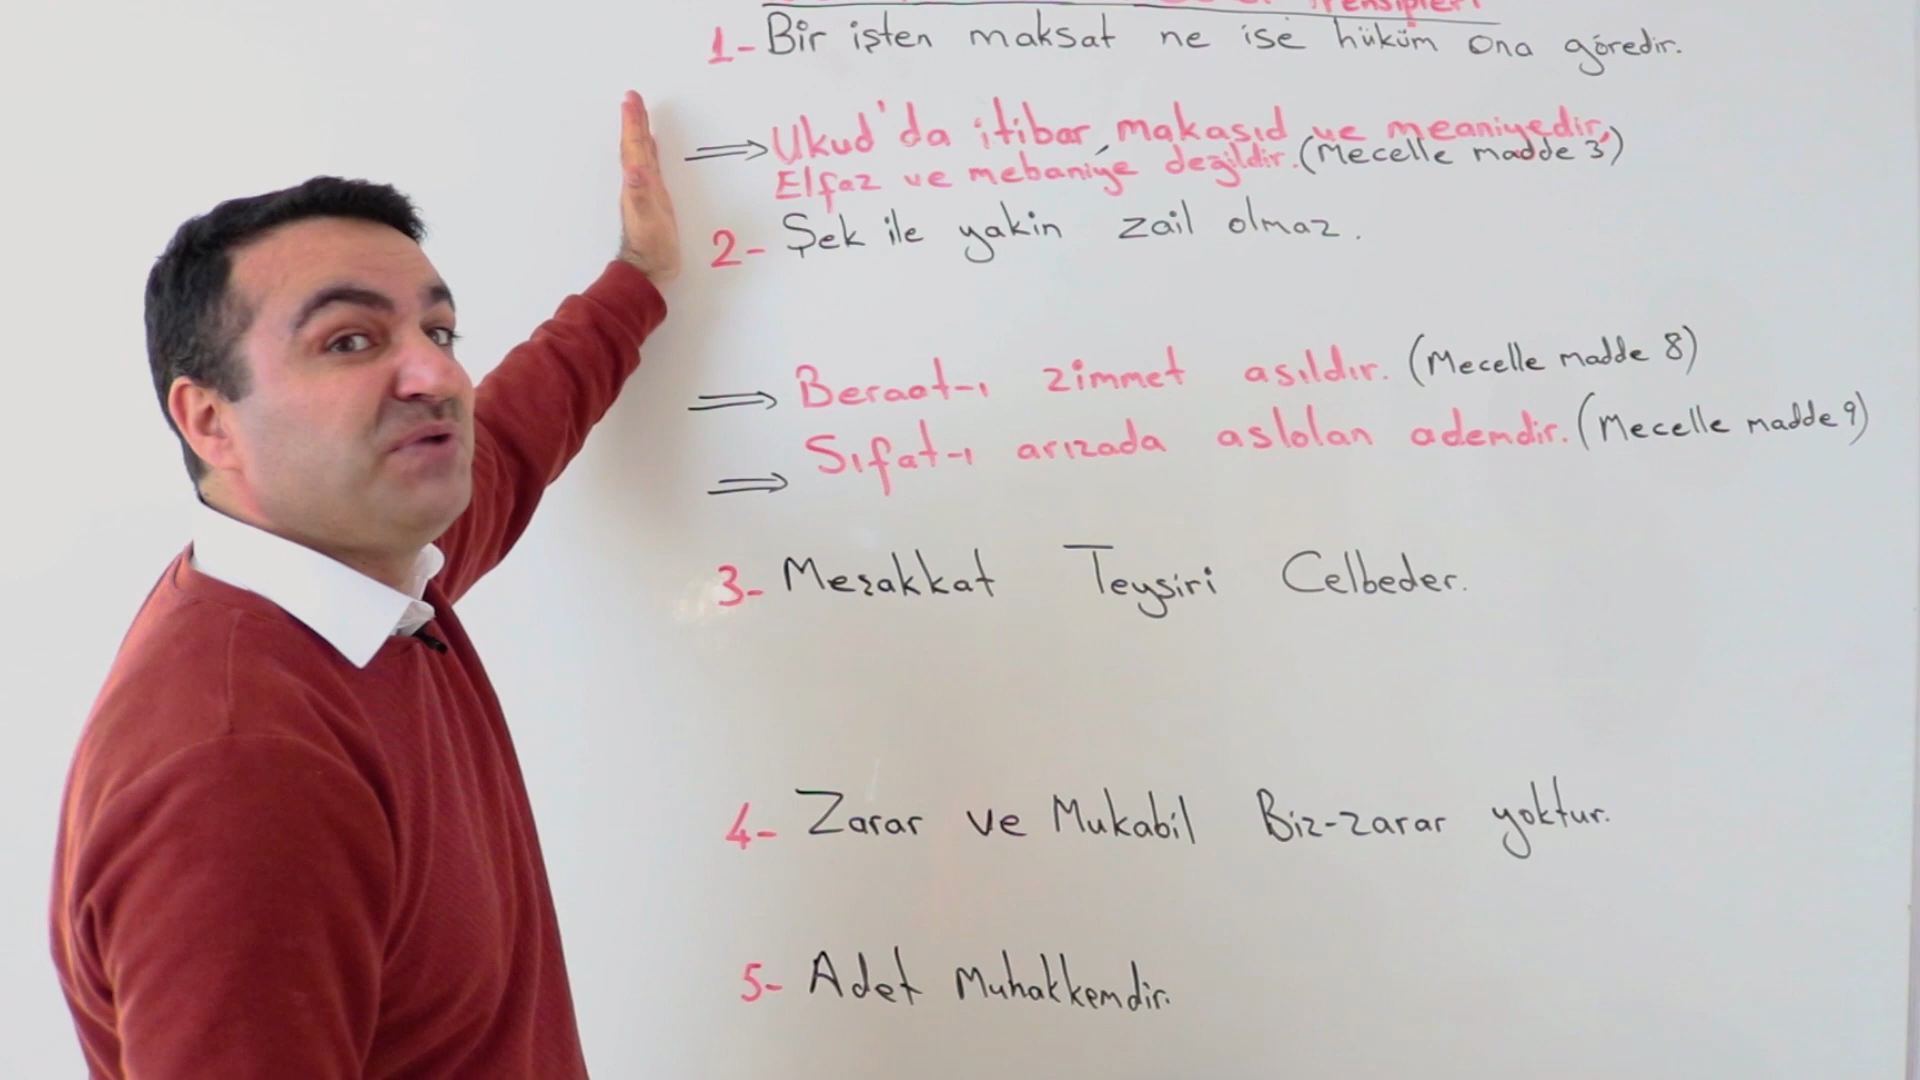 Prensipleri
1- Bir işten maksat ne ise hüküm ona göredir.
⇒ Ukud'da itibar, makasıd ve meaniyedir,
Elfaz ve mebaniye değildir. (Mecelle madde 3)
2- Şek ile yakin zail olmaz.
⇒ Beraat-ı zimmet asıldır. (Mecelle madde 8)
⇒ Sıfat-ı arızada aslolan ademdir. (Mecelle madde 9)
3- Meşakkat Teysiri Celbeder.
4- Zarar ve Mukabil Biz-zarar yoktur.
5- Adet Muhakkemdir.